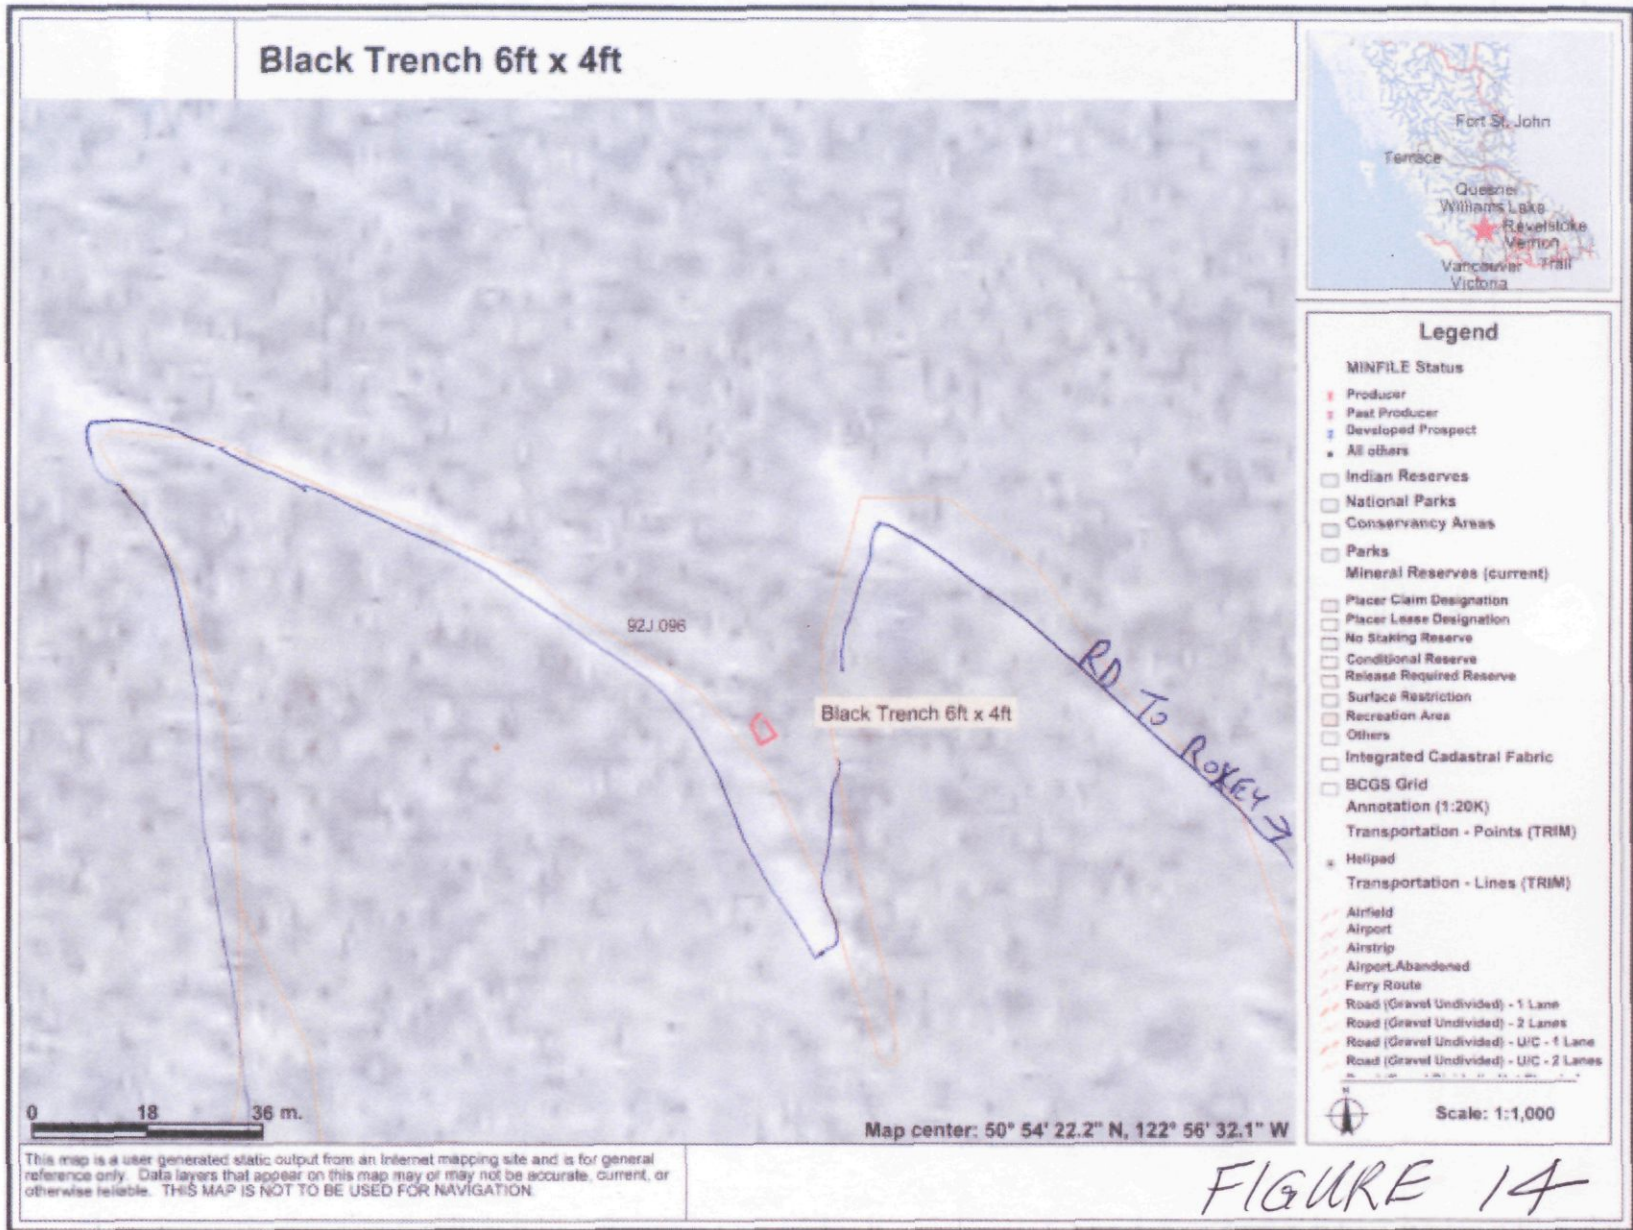 Black Trench 6ft x 4ft
Fort St. John
Terrace
Quesnel
Williams Lake
Revelstoke
Vernon
Vancouver Trail
Victoria
Legend
MINFILE Status
Producer
Past Producer
Developed Prospect
All others
Indian Reserves
National Parks
Conservancy Areas
Parks
Mineral Reserves (current)
Placer Claim Designation
Placer Lease Designation
No Staking Reserve
Conditional Reserve
Release Required Reserve
Surface Restriction
Recreation Area
Others
Integrated Cadastral Fabric
BCGS Grid
Annotation (1:20K)
Transportation - Points (TRIM)
Helipad
Transportation - Lines (TRIM)
Airfield
Airport
Airstrip
Airport.Abandoned
Ferry Route
Road (Gravel Undivided) - 1 Lane
Road (Gravel Undivided) - 2 Lanes
Road (Gravel Undivided) - U/C - 1 Lane
Road (Gravel Undivided) - U/C - 2 Lanes
N
Scale: 1:1,000
92J.096
Black Trench 6ft x 4ft
RD To ROXEY →
0 18 36 m.
Map center: 50° 54' 22.2" N, 122° 56' 32.1" W
This map is a user generated static output from an Internet mapping site and is for general
reference only. Data layers that appear on this map may or may not be accurate, current, or
otherwise reliable. THIS MAP IS NOT TO BE USED FOR NAVIGATION.
FIGURE 14